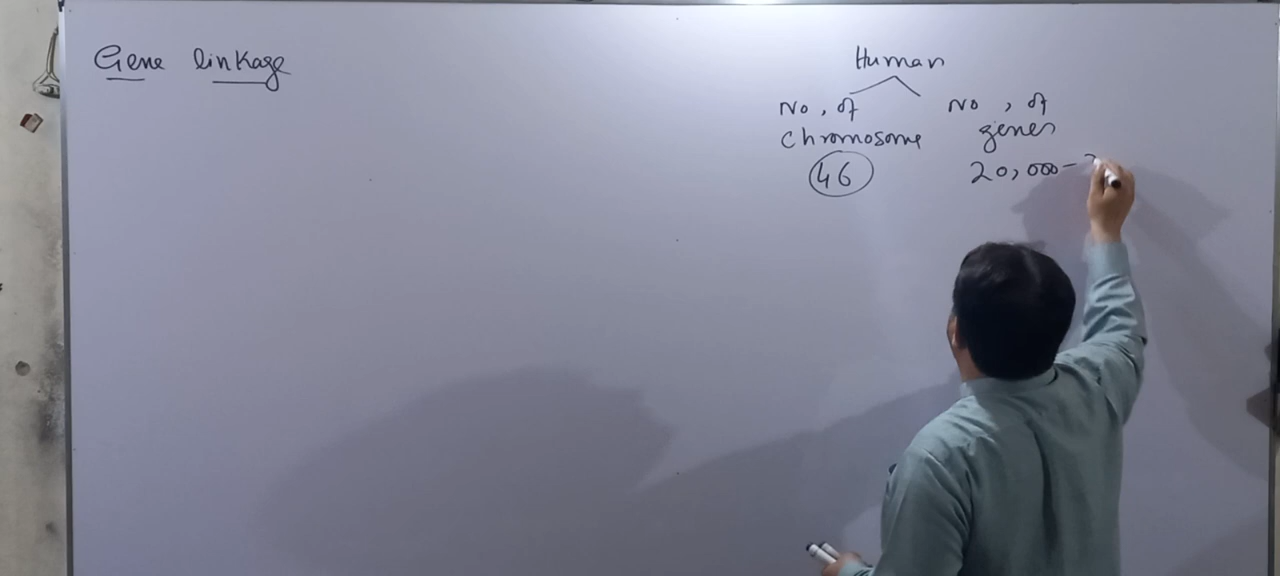 Gene linkage
Human
No, of
chromosome
46
No, of
genes
20,000-